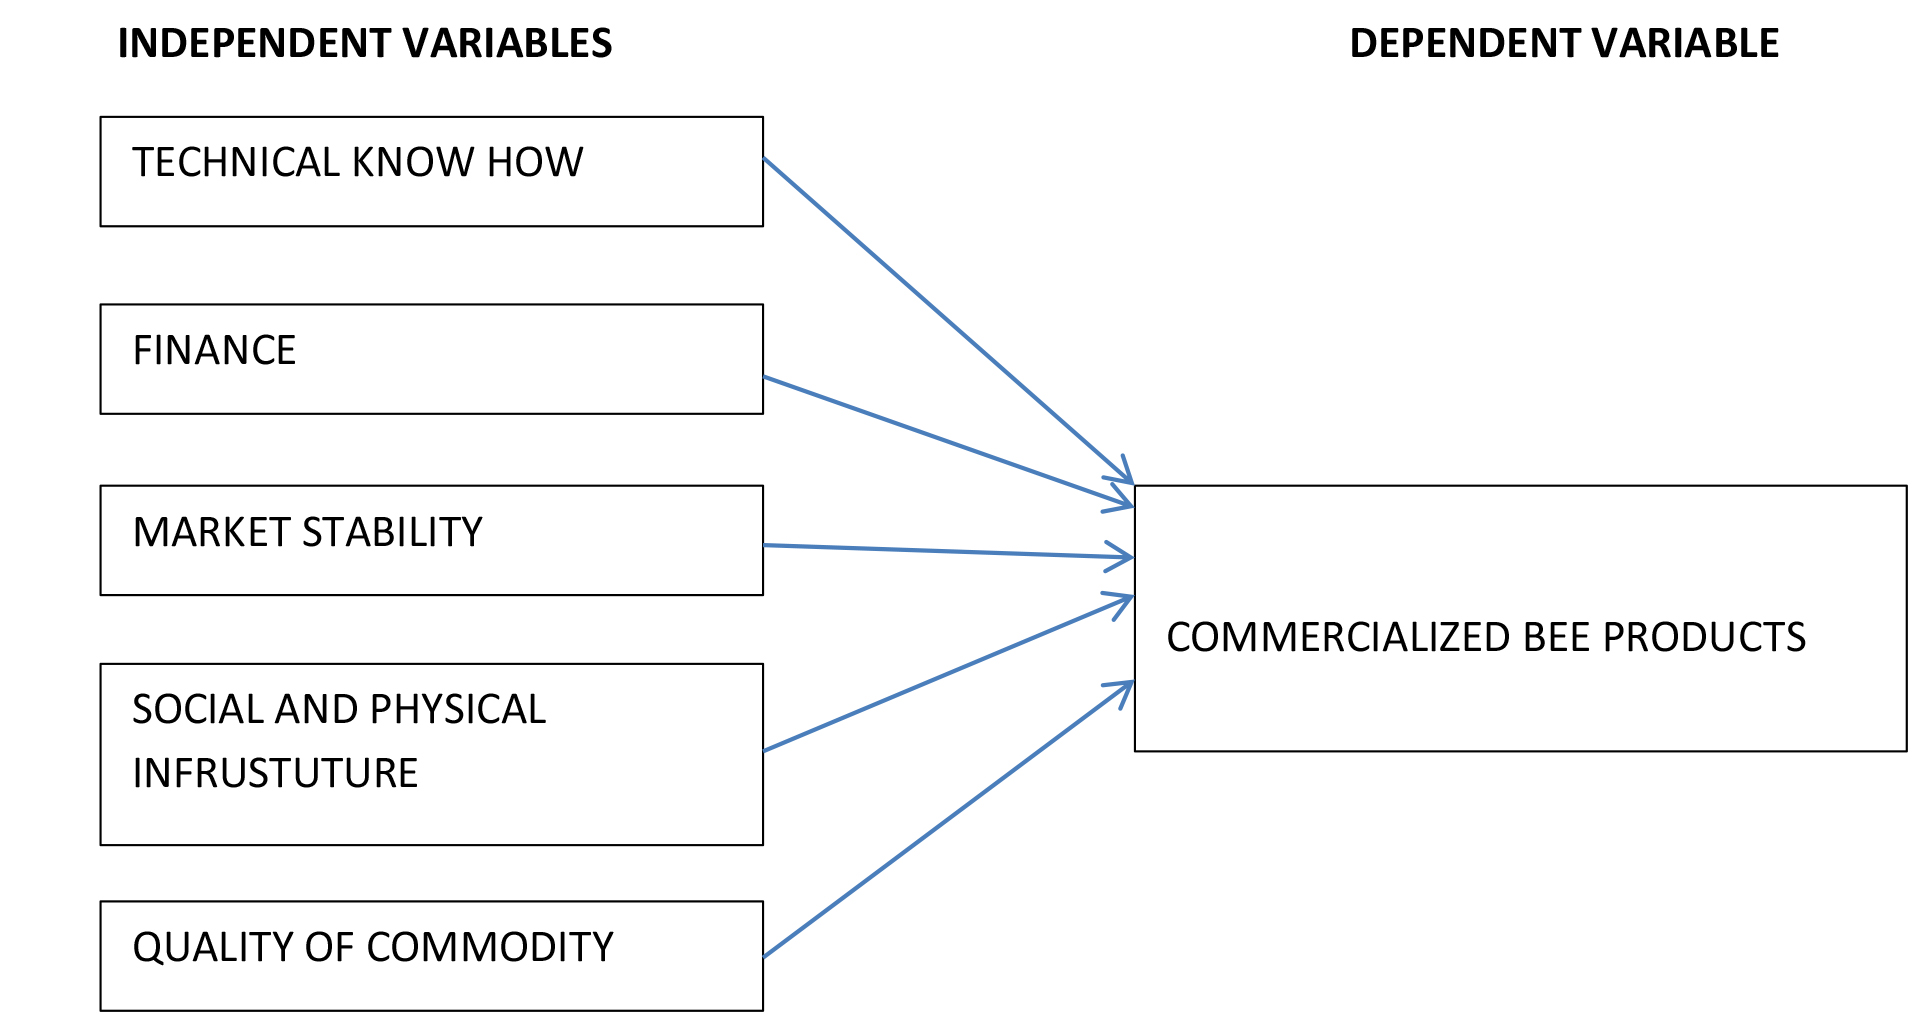 INDEPENDENT VARIABLES
DEPENDENT VARIABLE
TECHNICAL KNOW HOW
FINANCE
MARKET STABILITY
SOCIAL AND PHYSICAL
INFRUSTUTURE
QUALITY OF COMMODITY
COMMERCIALIZED BEE PRODUCTS